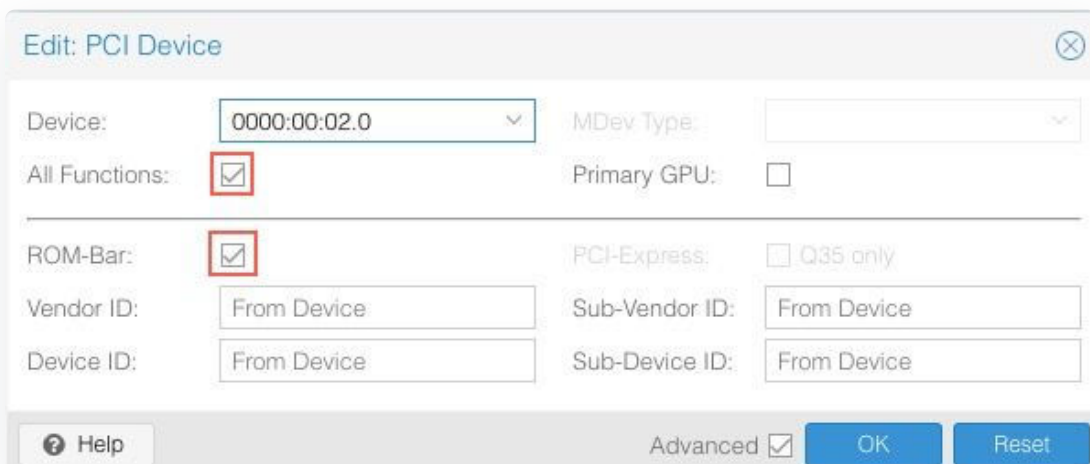 Edit: PCI Device
Device: 0000:00:02.0 MDev Type:
All Functions: Primary GPU:
ROM-Bar: PCI-Express: Q35 only
Vendor ID: From Device Sub-Vendor ID: From Device
Device ID: From Device Sub-Device ID: From Device
Help Advanced OK Reset